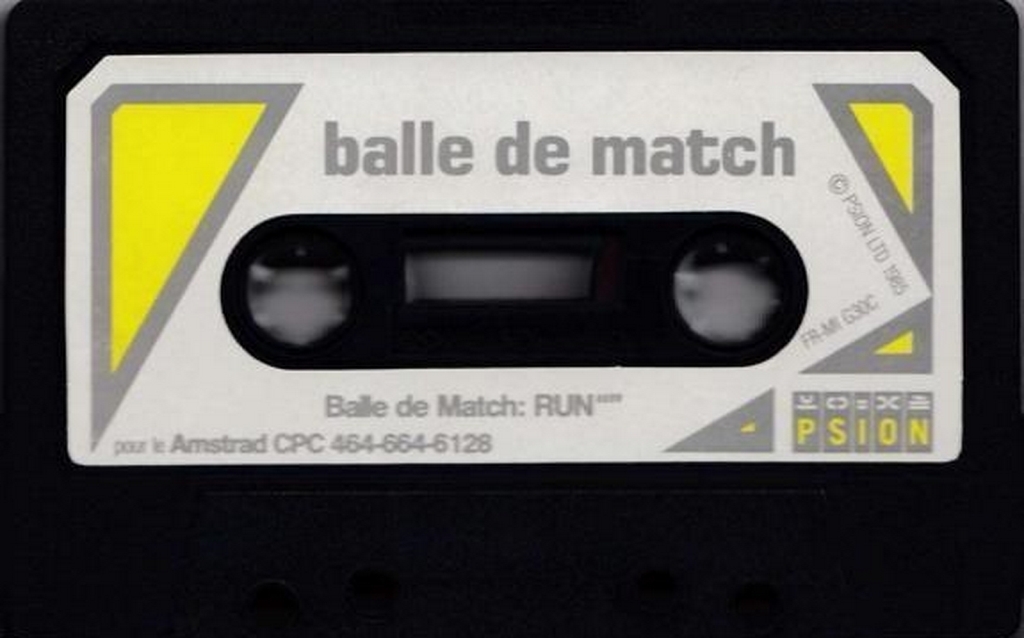 balle de match
© PSION LTD 1985
FR-MI G30C
Balle de Match: RUN""
pour le Amstrad CPC 464-664-6128
PSION